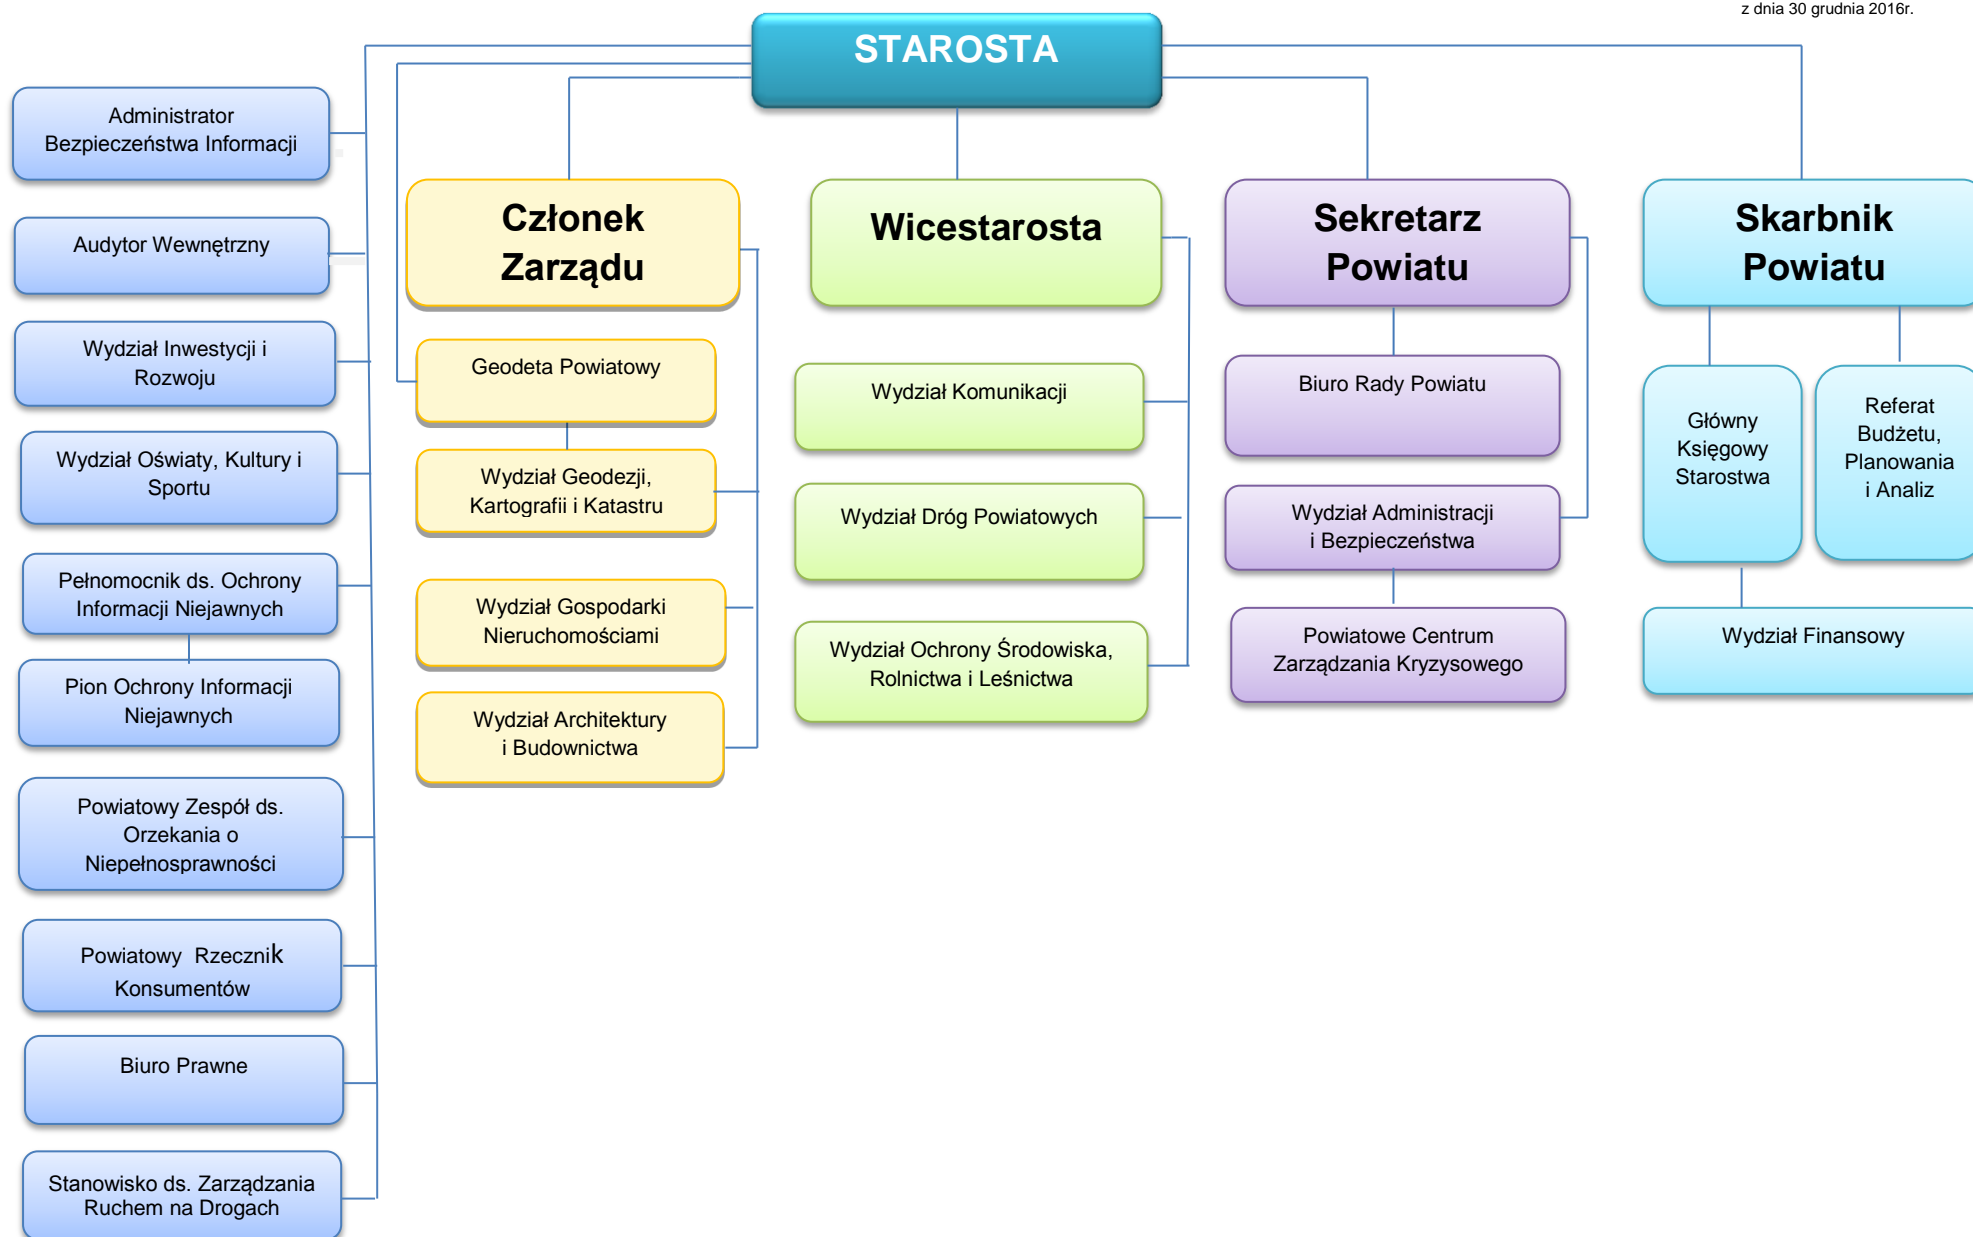 z dnia 30 grudnia 2016r.
STAROSTA
Administrator
Bezpieczeństwa Informacji
Audytor Wewnętrzny
Wydział Inwestycji i
Rozwoju
Wydział Oświaty, Kultury i
Sportu
Pełnomocnik ds. Ochrony
Informacji Niejawnych
Pion Ochrony Informacji
Niejawnych
Powiatowy Zespół ds.
Orzekania o
Niepełnosprawności
Powiatowy Rzecznik
Konsumentów
Biuro Prawne
Stanowisko ds. Zarządzania
Ruchem na Drogach
Członek
Zarządu
Geodeta Powiatowy
Wydział Geodezji,
Kartografii i Katastru
Wydział Gospodarki
Nieruchomościami
Wydział Architektury
i Budownictwa
Wicestarosta
Wydział Komunikacji
Wydział Dróg Powiatowych
Wydział Ochrony Środowiska,
Rolnictwa i Leśnictwa
Sekretarz
Powiatu
Biuro Rady Powiatu
Wydział Administracji
i Bezpieczeństwa
Powiatowe Centrum
Zarządzania Kryzysowego
Skarbnik
Powiatu
Główny
Księgowy
Starostwa
Referat
Budżetu,
Planowania
i Analiz
Wydział Finansowy